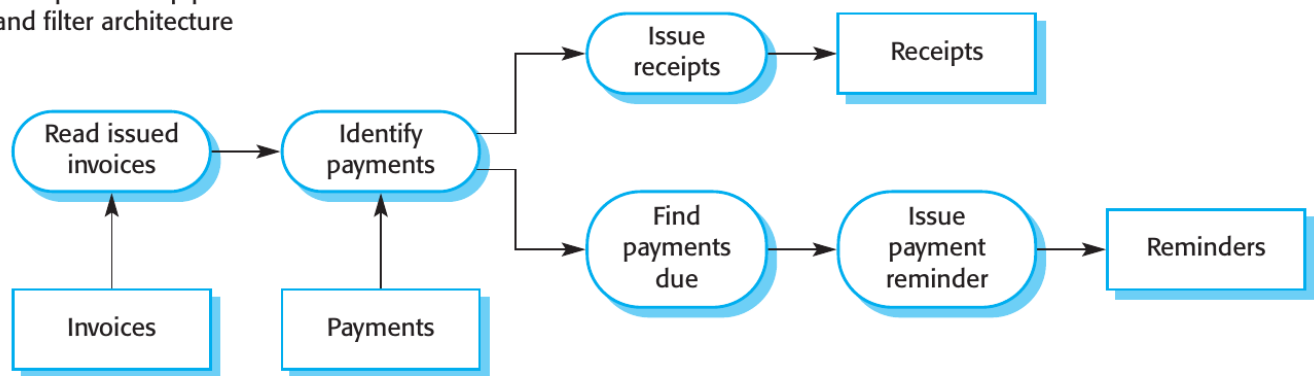 and filter architecture
Issue
receipts
Receipts
Read issued
invoices
Identify
payments
Find
payments
due
Issue
payment
reminder
Reminders
Invoices
Payments